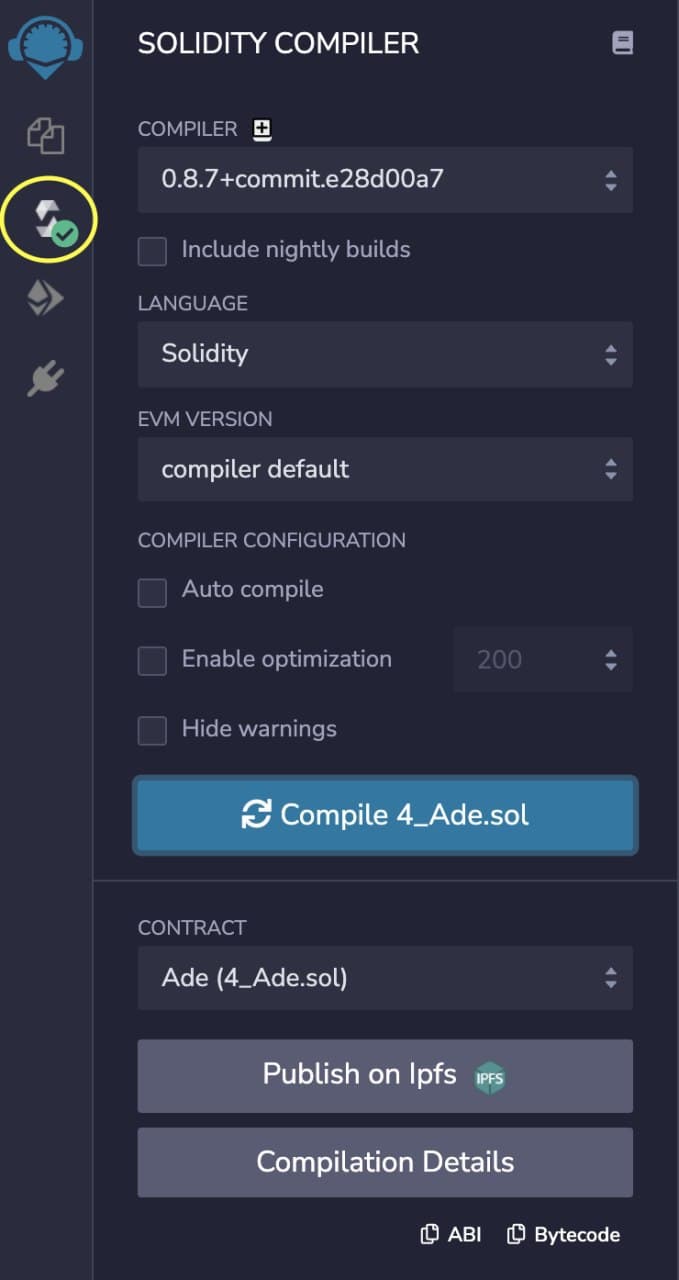 SOLIDITY COMPILER
COMPILER
0.8.7+commit.e28d00a7
Include nightly builds
LANGUAGE
Solidity
EVM VERSION
compiler default
COMPILER CONFIGURATION
Auto compile
Enable optimization 200
Hide warnings
Compile 4_Ade.sol
CONTRACT
Ade (4_Ade.sol)
Publish on Ipfs IPFS
Compilation Details
ABI Bytecode